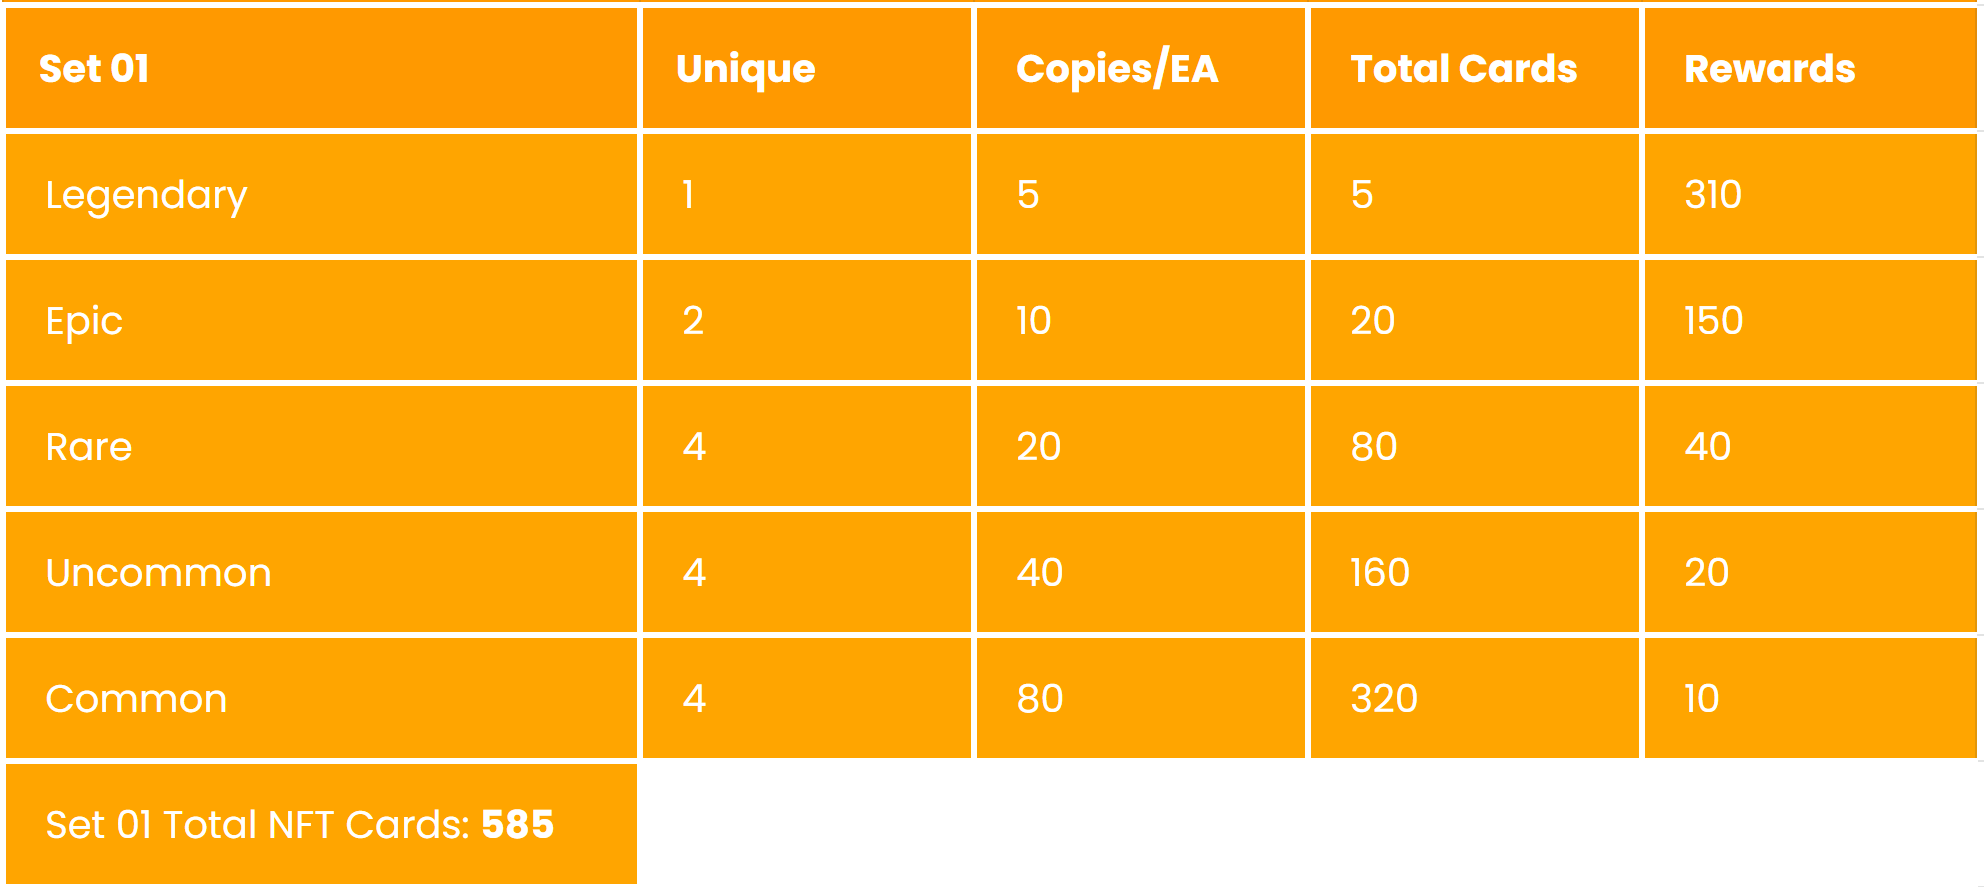 Set 01 Unique Copies/EA Total Cards Rewards
Legendary 1 5 5 310
Epic 2 10 20 150
Rare 4 20 80 40
Uncommon 4 40 160 20
Common 4 80 320 10
Set 01 Total NFT Cards: 585